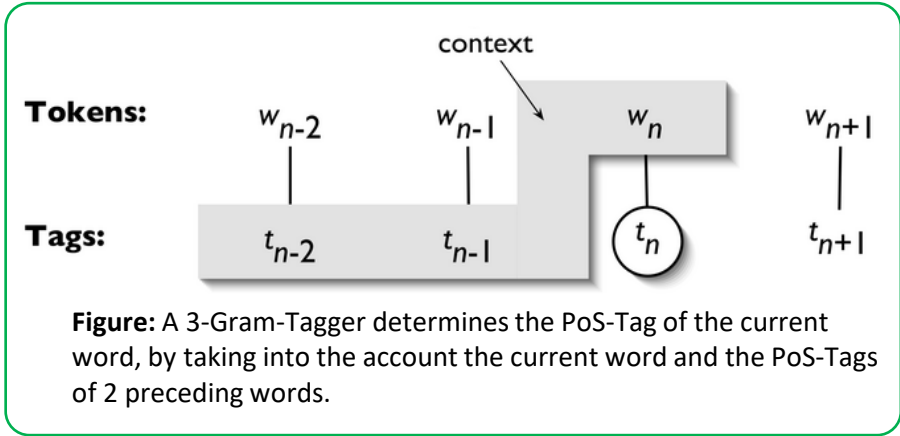 context
Tokens: wn-2 wn-1 wn wn+1
Tags: tn-2 tn-1 tn tn+1
Figure: A 3-Gram-Tagger determines the PoS-Tag of the current
word, by taking into the account the current word and the PoS-Tags
of 2 preceding words.